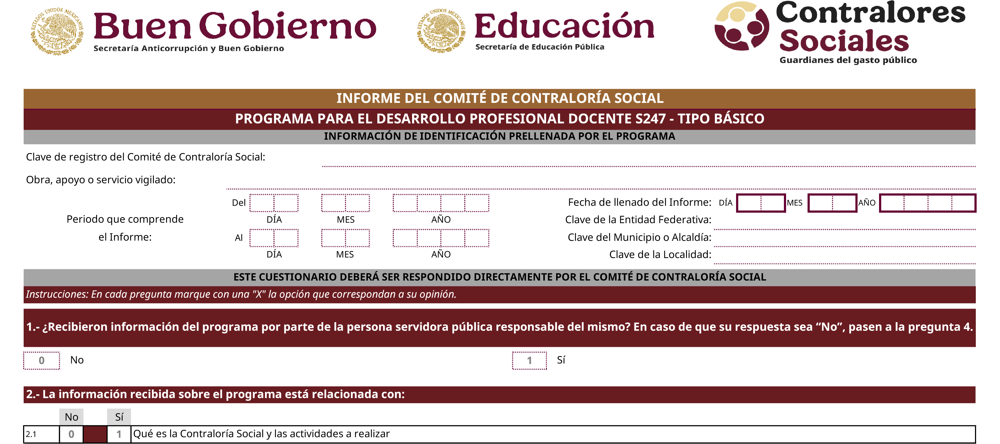 ESTADOS UNIDOS MEXICANOS
Buen Gobierno
Secretaría Anticorrupción y Buen Gobierno
ESTADOS UNIDOS MEXICANOS
Educación
Secretaría de Educación Pública
Contralores
Sociales
Guardianes del gasto público
INFORME DEL COMITÉ DE CONTRALORÍA SOCIAL
PROGRAMA PARA EL DESARROLLO PROFESIONAL DOCENTE S247 - TIPO BÁSICO
INFORMACIÓN DE IDENTIFICACIÓN PRELLENADA POR EL PROGRAMA
Clave de registro del Comité de Contraloría Social:
Obra, apoyo o servicio vigilado:
Periodo que comprende
el Informe:
Del
DÍA MES AÑO
Al
DÍA MES AÑO
Fecha de llenado del Informe: DÍA MES AÑO
Clave de la Entidad Federativa:
Clave del Municipio o Alcaldía:
Clave de la Localidad:
ESTE CUESTIONARIO DEBERÁ SER RESPONDIDO DIRECTAMENTE POR EL COMITÉ DE CONTRALORÍA SOCIAL
Instrucciones: En cada pregunta marque con una "X" la opción que correspondan a su opinión.
1.- ¿Recibieron información del programa por parte de la persona servidora pública responsable del mismo? En caso de que su respuesta sea “No”, pasen a la pregunta 4.
0 No 1 Sí
2.- La información recibida sobre el programa está relacionada con:
No Sí
2.1 0 1 Qué es la Contraloría Social y las actividades a realizar